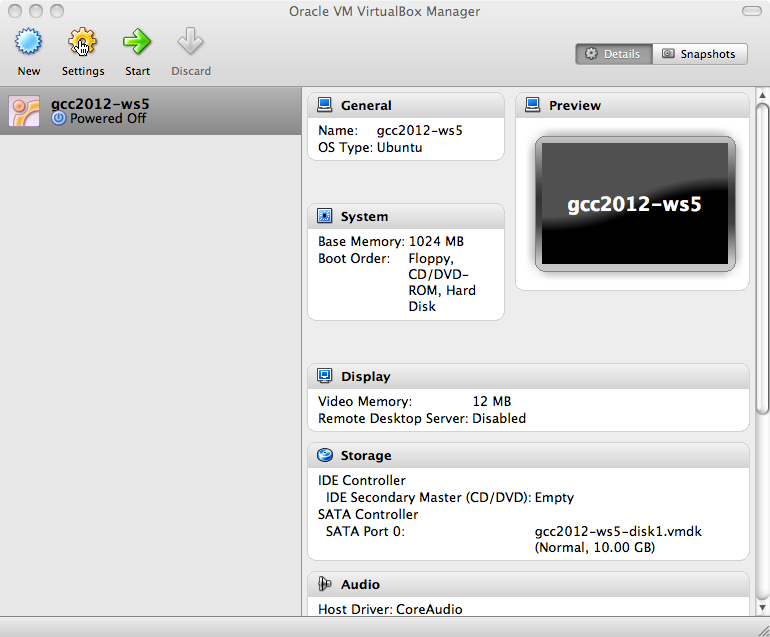 Oracle VM VirtualBox Manager
New
Settings
Start
Discard
Details
Snapshots
gcc2012-ws5
Powered Off
General
Name: gcc2012-ws5
OS Type: Ubuntu
System
Base Memory: 1024 MB
Boot Order: Floppy,
CD/DVD-
ROM, Hard
Disk
Preview
gcc2012-ws5
Display
Video Memory: 12 MB
Remote Desktop Server: Disabled
Storage
IDE Controller
IDE Secondary Master (CD/DVD): Empty
SATA Controller
SATA Port 0: gcc2012-ws5-disk1.vmdk
(Normal, 10.00 GB)
Audio
Host Driver: CoreAudio